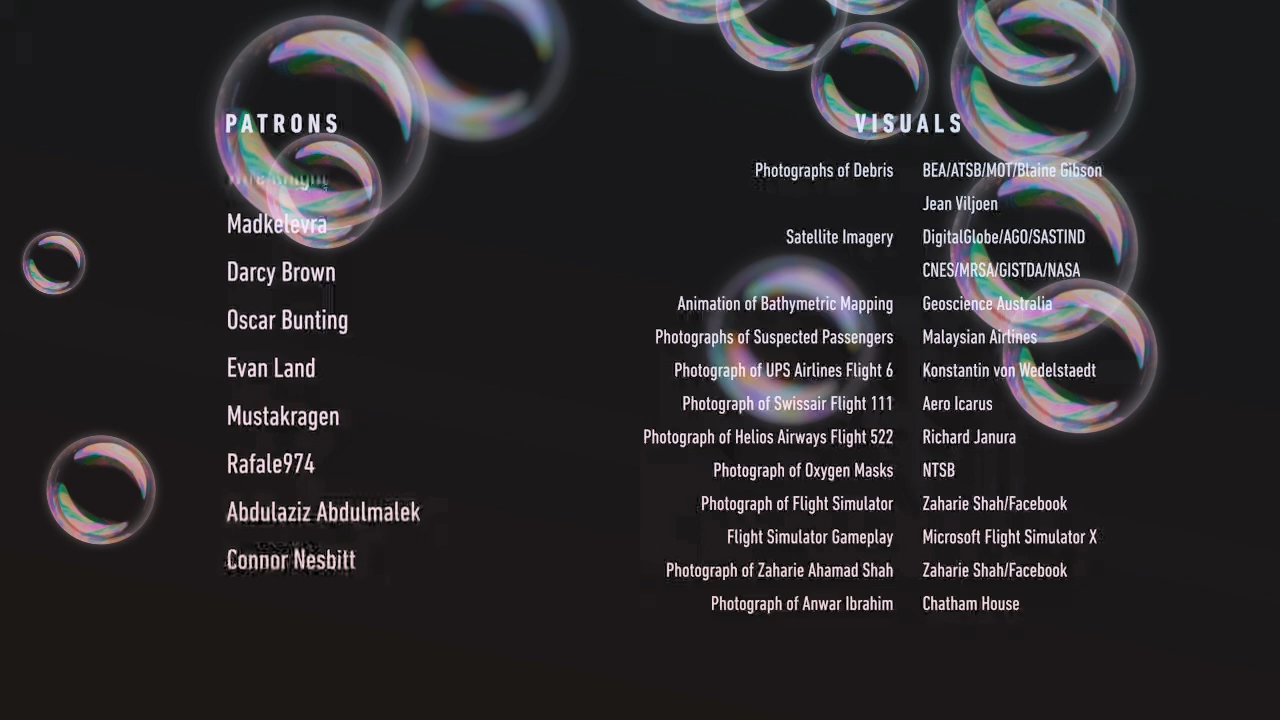 PATRONS
Madkelevra
Darcy Brown
Oscar Bunting
Evan Land
Mustakragen
Rafale974
Abdulaziz Abdulmalek
Connor Nesbitt
VISUALS
Photographs of Debris BEA/ATSB/MOT/Blaine Gibson
Jean Viljoen
Satellite Imagery DigitalGlobe/AGO/SASTIND
CNES/MRSA/GISTDA/NASA
Animation of Bathymetric Mapping Geoscience Australia
Photographs of Suspected Passengers Malaysian Airlines
Photograph of UPS Airlines Flight 6 Konstantin von Wedelstaedt
Photograph of Swissair Flight 111 Aero Icarus
Photograph of Helios Airways Flight 522 Richard Janura
Photograph of Oxygen Masks NTSB
Photograph of Flight Simulator Zaharie Shah/Facebook
Flight Simulator Gameplay Microsoft Flight Simulator X
Photograph of Zaharie Ahamad Shah Zaharie Shah/Facebook
Photograph of Anwar Ibrahim Chatham House